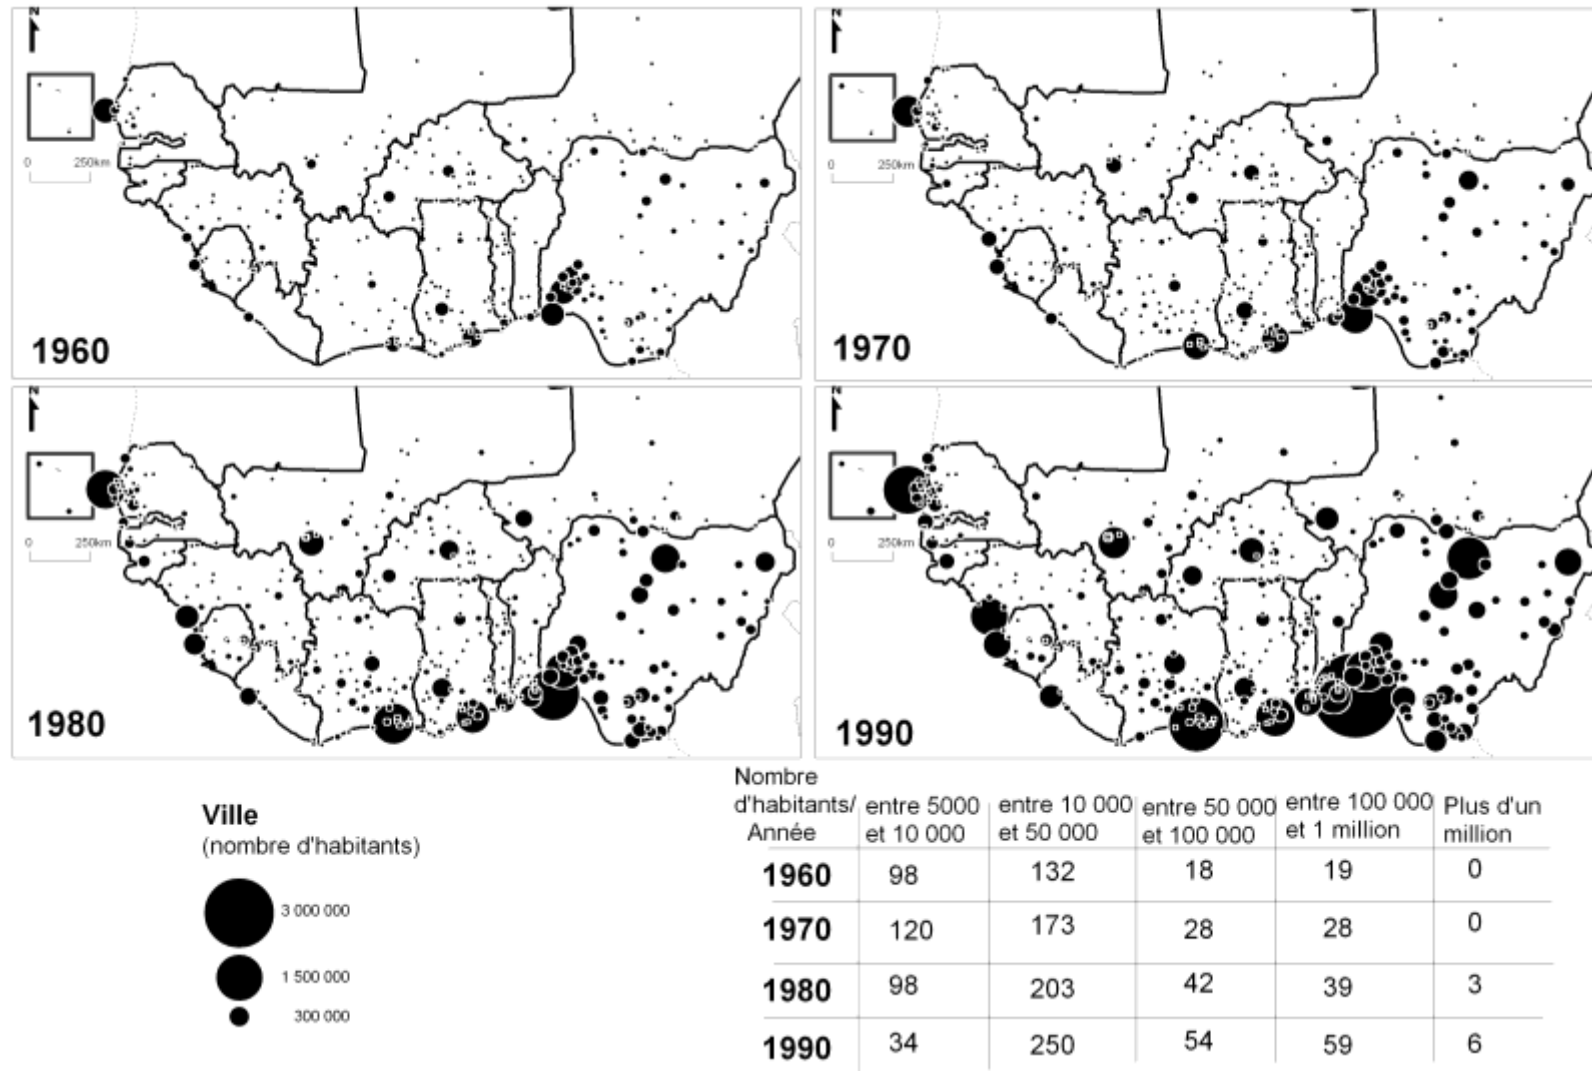 N
N
0 250km
0 250km
1960
1970
N
N
0 250km
0 250km
1980
1990
Ville
(nombre d'habitants)
3 000 000
1 500 000
300 000
Nombre
d'habitants/
Année
entre 5000
et 10 000
entre 10 000
et 50 000
entre 50 000
et 100 000
entre 100 000
et 1 million
Plus d'un
million
1960 98 132 18 19 0
1970 120 173 28 28 0
1980 98 203 42 39 3
1990 34 250 54 59 6